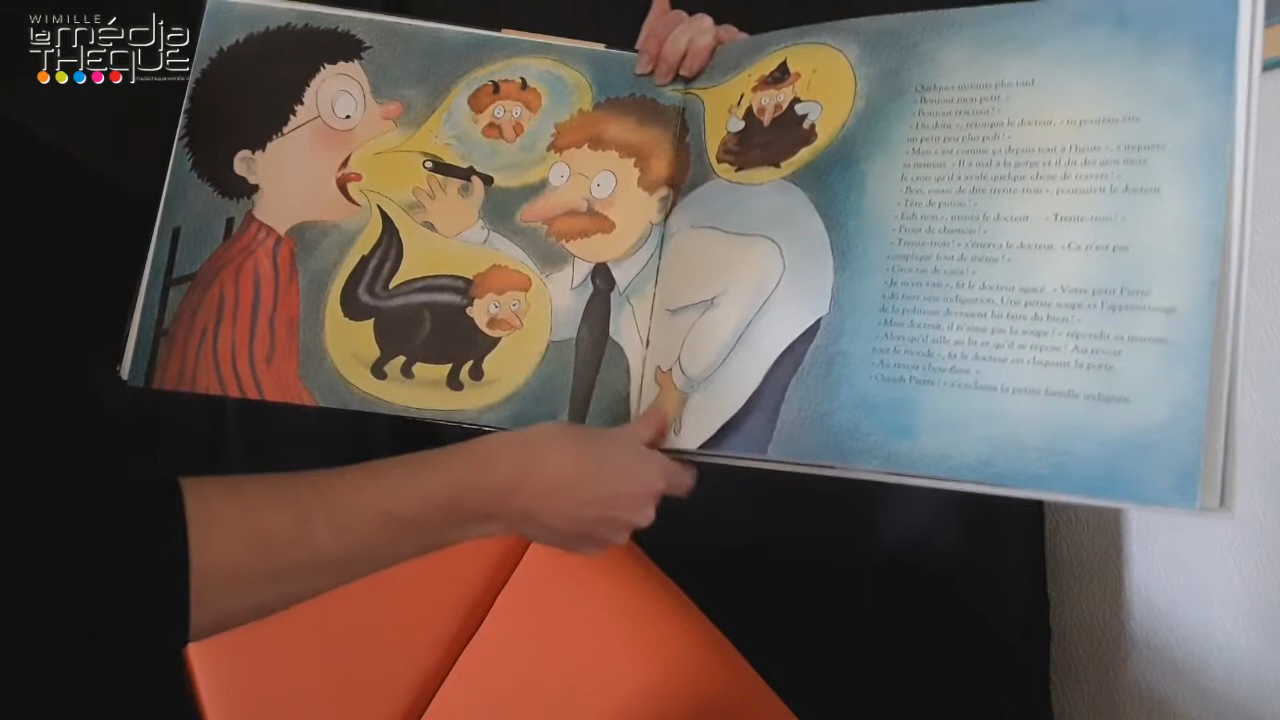 WIMILLE
la média
THÈQUE
Quelques instants plus tard
« Bonjour mon petit. »
« Bonjour tracteur ! »
« Dis donc », rétorqua le docteur, « tu pourrais être
un petit peu plus poli ! »
« Mais c'est comme ça depuis tout à l'heure », s'inquiéta
sa maman. « Il a mal à la gorge et il dit des gros mots.
Je crois qu'il a avalé quelque chose de travers ! »
« Bon, essaie de dire trente-trois », poursuivit le docteur.
« Tête de putois ! »
« Euh non », insista le docteur. « Trente-trois ! »
« Prout de chamois ! »
« Trente-trois ! » s'énerva le docteur. « Ce n'est pas
compliqué tout de même ! »
« Gros tas de caca ! »
« Je m'en vais », fit le docteur agacé. « Votre petit Pierre
a dû faire une indigestion. Une petite soupe et l'apprentissage
de la politesse devraient lui faire du bien ! »
« Mais docteur, il n'aime pas la soupe ! » répondit sa maman.
« Alors qu'il aille au lit et qu'il se repose ! Au revoir
tout le monde », fit le docteur en claquant la porte.
« Au revoir chou-fleur. »
« Ooooh Pierre ! » s'exclama la petite famille indignée.